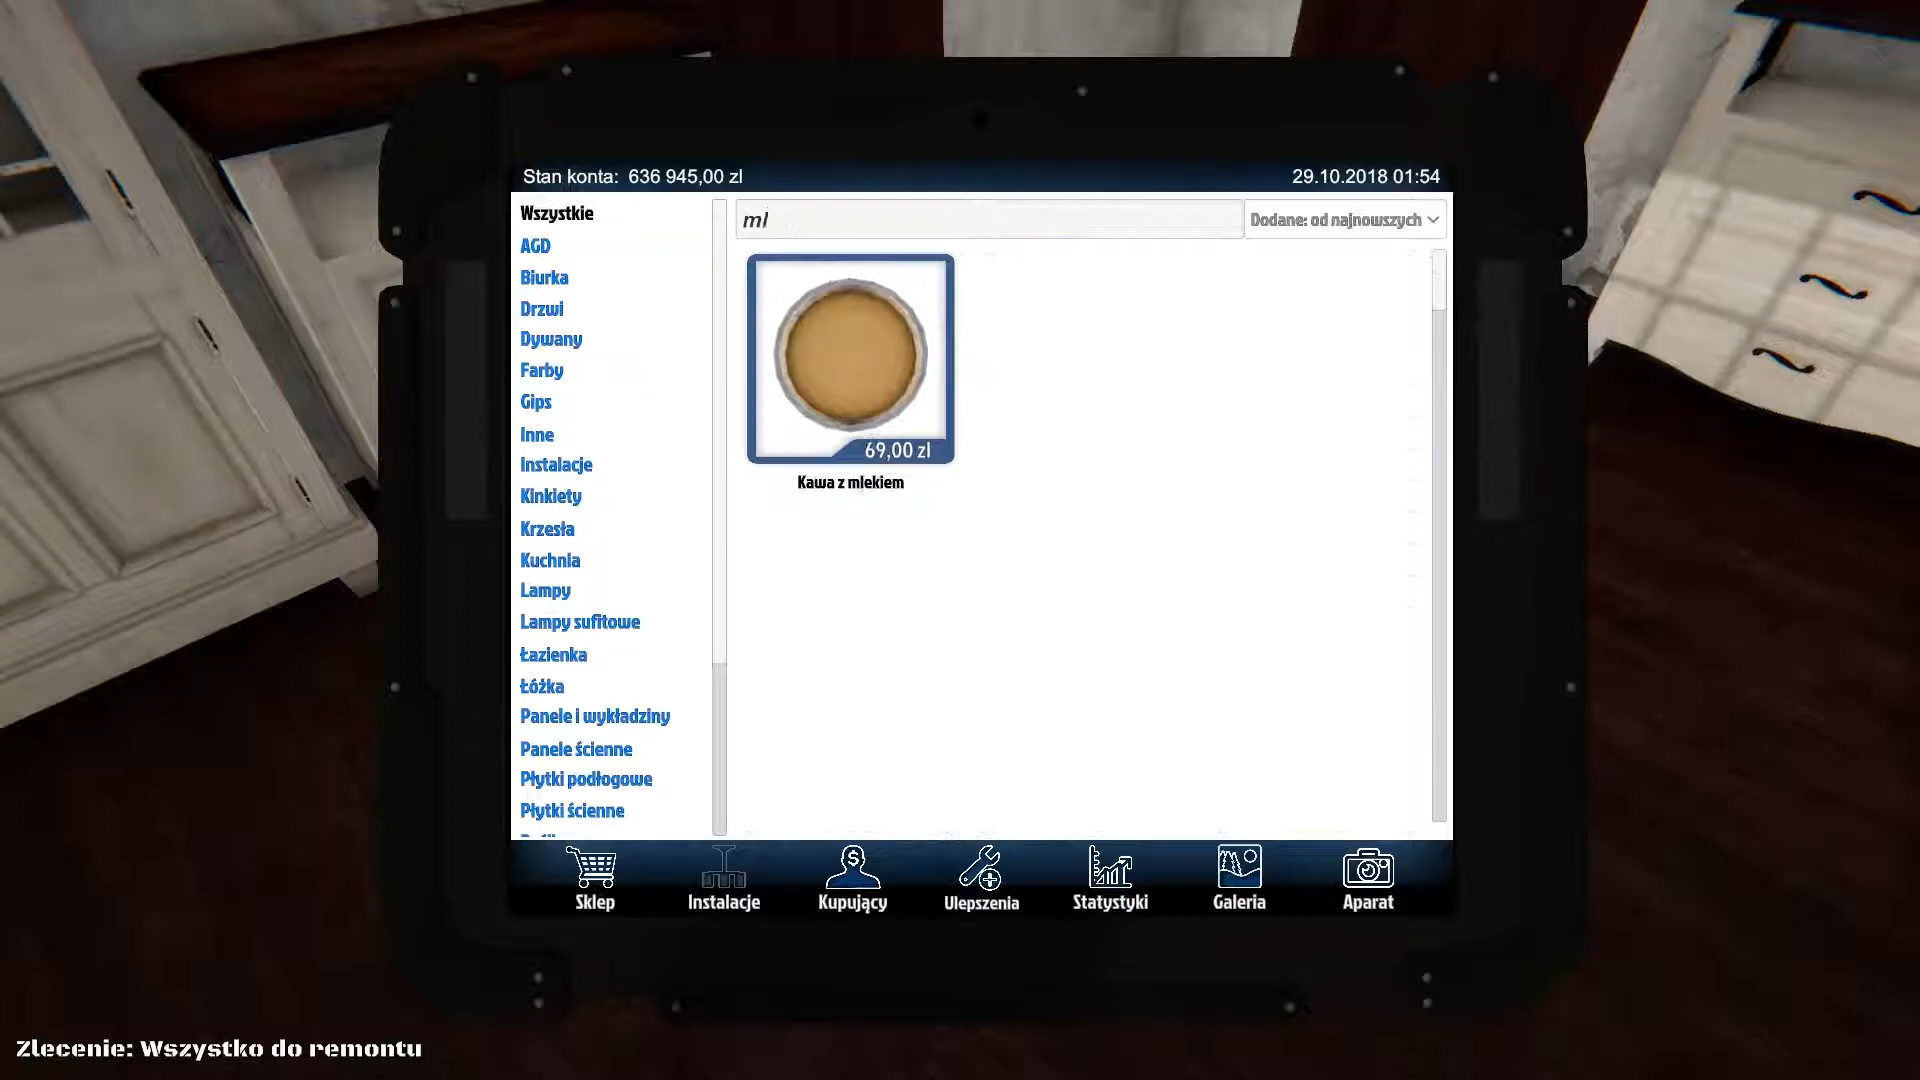 Stan konta: 636 945,00 zl
29.10.2018 01:54
Wszystkie
AGD
Biurka
Drzwi
Dywany
Farby
Gips
Inne
Instalacje
Kinkiety
Krzesła
Kuchnia
Lampy
Lampy sufitowe
Łazienka
Łóżka
Panele i wykładziny
Panele ścienne
Płytki podłogowe
Płytki ścienne
ml
Dodane: od najnowszych
69,00 zl
Kawa z mlekiem
Sklep
Instalacje
Kupujący
Ulepszenia
Statystyki
Galeria
Aparat
Zlecenie: Wszystko do remontu